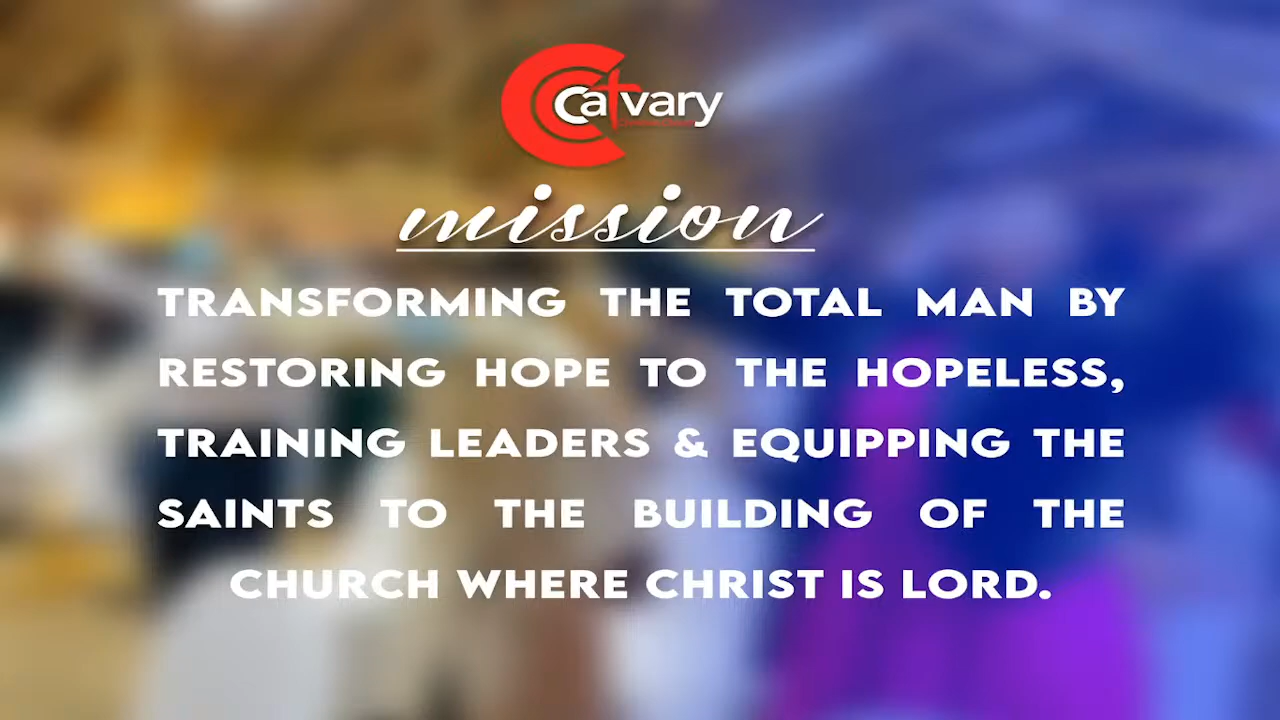 Calvary
mission
TRANSFORMING THE TOTAL MAN BY
RESTORING HOPE TO THE HOPELESS,
TRAINING LEADERS & EQUIPPING THE
SAINTS TO THE BUILDING OF THE
CHURCH WHERE CHRIST IS LORD.